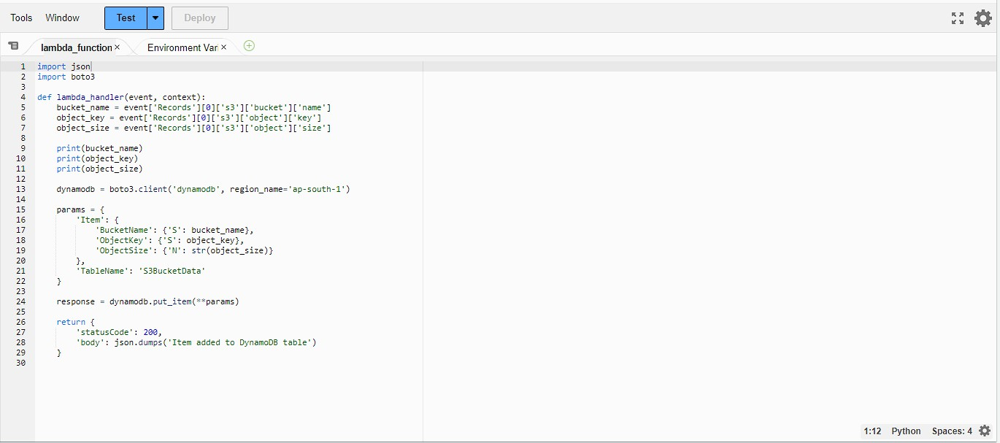 Tools Window Test Deploy
lambda_function × Environment Vari ×
1 import json
2 import boto3
3
4 def lambda_handler(event, context):
5     bucket_name = event['Records'][0]['s3']['bucket']['name']
6     object_key = event['Records'][0]['s3']['object']['key']
7     object_size = event['Records'][0]['s3']['object']['size']
8
9     print(bucket_name)
10     print(object_key)
11     print(object_size)
12
13     dynamodb = boto3.client('dynamodb', region_name='ap-south-1')
14
15     params = {
16         'Item': {
17             'BucketName': {'S': bucket_name},
18             'ObjectKey': {'S': object_key},
19             'ObjectSize': {'N': str(object_size)}
20         },
21         'TableName': 'S3BucketData'
22     }
23
24     response = dynamodb.put_item(**params)
25
26     return {
27         'statusCode': 200,
28         'body': json.dumps('Item added to DynamoDB table')
29     }
30
1:12 Python Spaces: 4